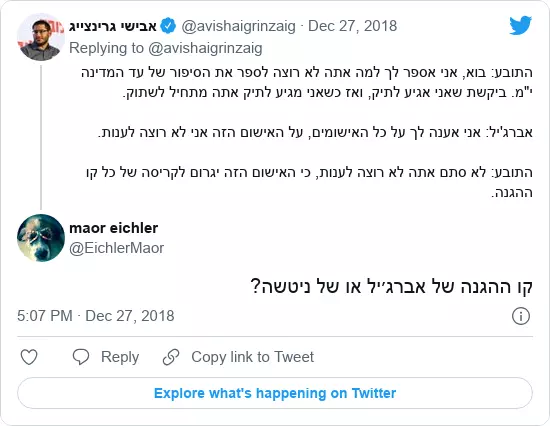 אבישי גרינצייג @avishaigrinzaig · Dec 27, 2018
Replying to @avishaigrinzaig
התובע: בוא, אני אספר לך למה אתה לא רוצה לספר את הסיפור של עד המדינה
י"מ. ביקשת שאני אגיע לתיק, ואז כשאני מגיע לתיק אתה מתחיל לשתוק.
אברג'יל: אני אענה לך על כל האישומים, על האישום הזה אני לא רוצה לענות.
התובע: לא סתם אתה לא רוצה לענות, כי האישום הזה יגרום לקריסה של כל קו
ההגנה.
maor eichler
@EichlerMaor
קו ההגנה של אברג׳יל או של ניטשה?
5:07 PM · Dec 27, 2018
Reply
Copy link to Tweet
Explore what's happening on Twitter